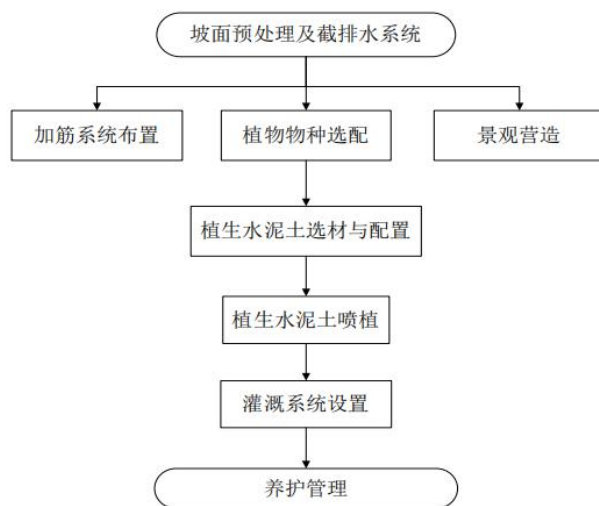 坡面预处理及截排水系统
加筋系统布置
植物物种选配
景观营造
植生水泥土选材与配置
植生水泥土喷植
灌溉系统设置
养护管理